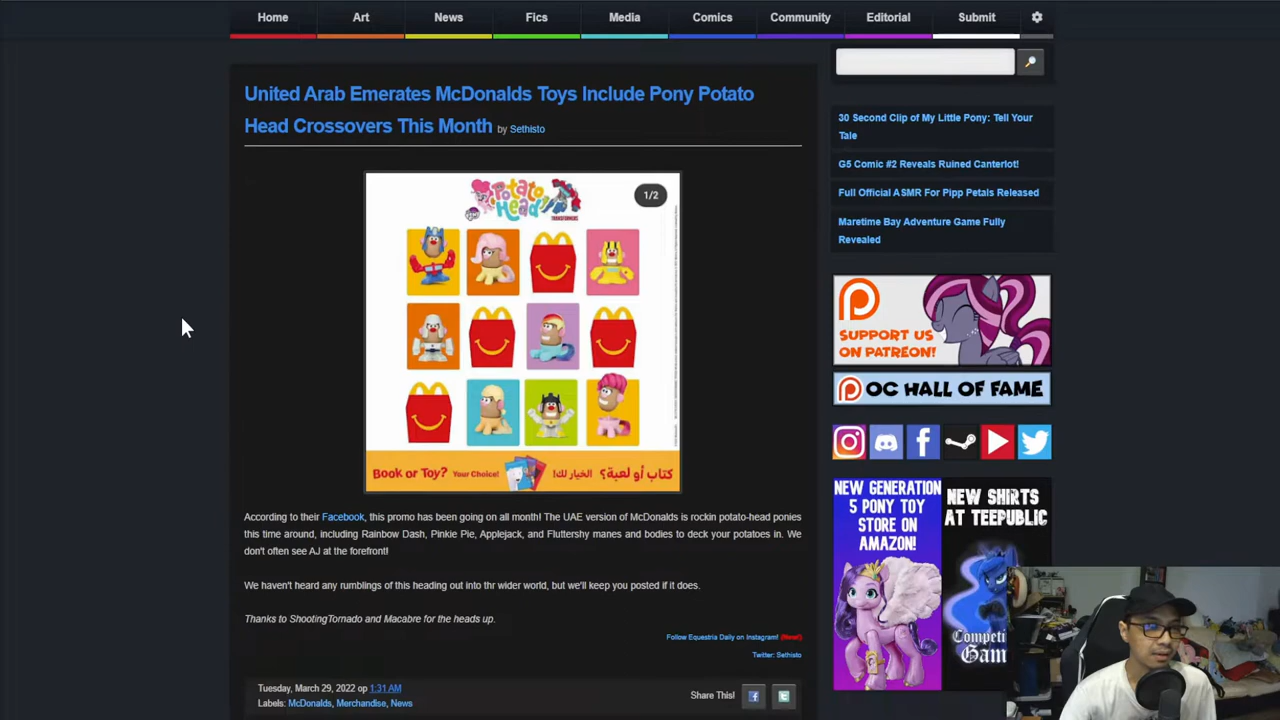 Home Art News Fics Media Comics Community Editorial Submit
United Arab Emerates McDonalds Toys Include Pony Potato
Head Crossovers This Month by Sethisto
Potato
Head
TRANSFORMERS
1/2
Book or Toy? Your Choice! كتاب أو لعبة؟ الخيار لك!
According to their Facebook, this promo has been going on all month! The UAE version of McDonalds is rockin potato-head ponies
this time around, including Rainbow Dash, Pinkie Pie, Applejack, and Fluttershy manes and bodies to deck your potatoes in. We
don't often see AJ at the forefront!
We haven't heard any rumblings of this heading out into thr wider world, but we'll keep you posted if it does.
Thanks to ShootingTornado and Macabre for the heads up.
Follow Equestria Daily on Instagram! (New!)
Twitter: Sethisto
Tuesday, March 29, 2022 op 1:31 AM
Labels: McDonalds, Merchandise, News
Share This!
30 Second Clip of My Little Pony: Tell Your
Tale
G5 Comic #2 Reveals Ruined Canterlot!
Full Official ASMR For Pipp Petals Released
Maretime Bay Adventure Game Fully
Revealed
SUPPORT US
ON PATREON!
OC HALL OF FAME
NEW GENERATION
5 PONY TOY
STORE ON
AMAZON!
NEW SHIRTS
AT TEEPUBLIC
Competi
Gam